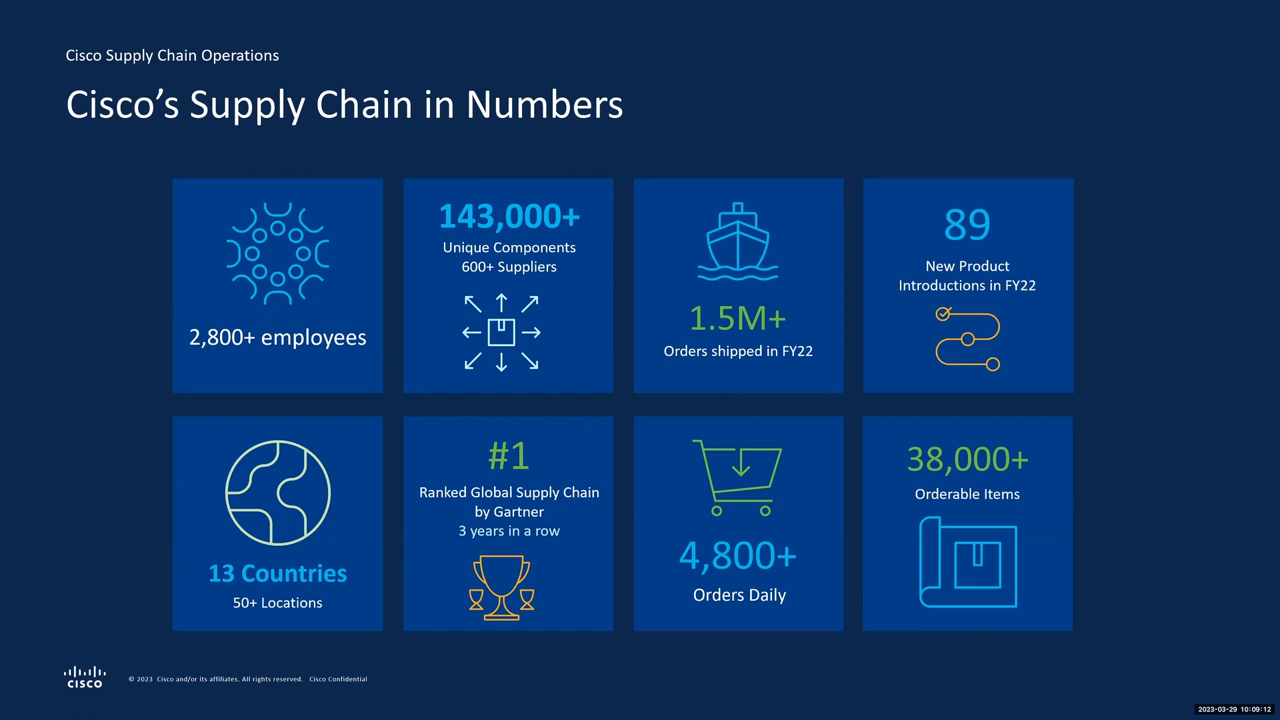 Cisco Supply Chain Operations
Cisco’s Supply Chain in Numbers
2,800+ employees
143,000+
Unique Components
600+ Suppliers
1.5M+
Orders shipped in FY22
89
New Product
Introductions in FY22
13 Countries
50+ Locations
#1
Ranked Global Supply Chain
by Gartner
3 years in a row
4,800+
Orders Daily
38,000+
Orderable Items
CISCO
© 2023 Cisco and/or its affiliates. All rights reserved. Cisco Confidential
2023-03-29 10:09:12